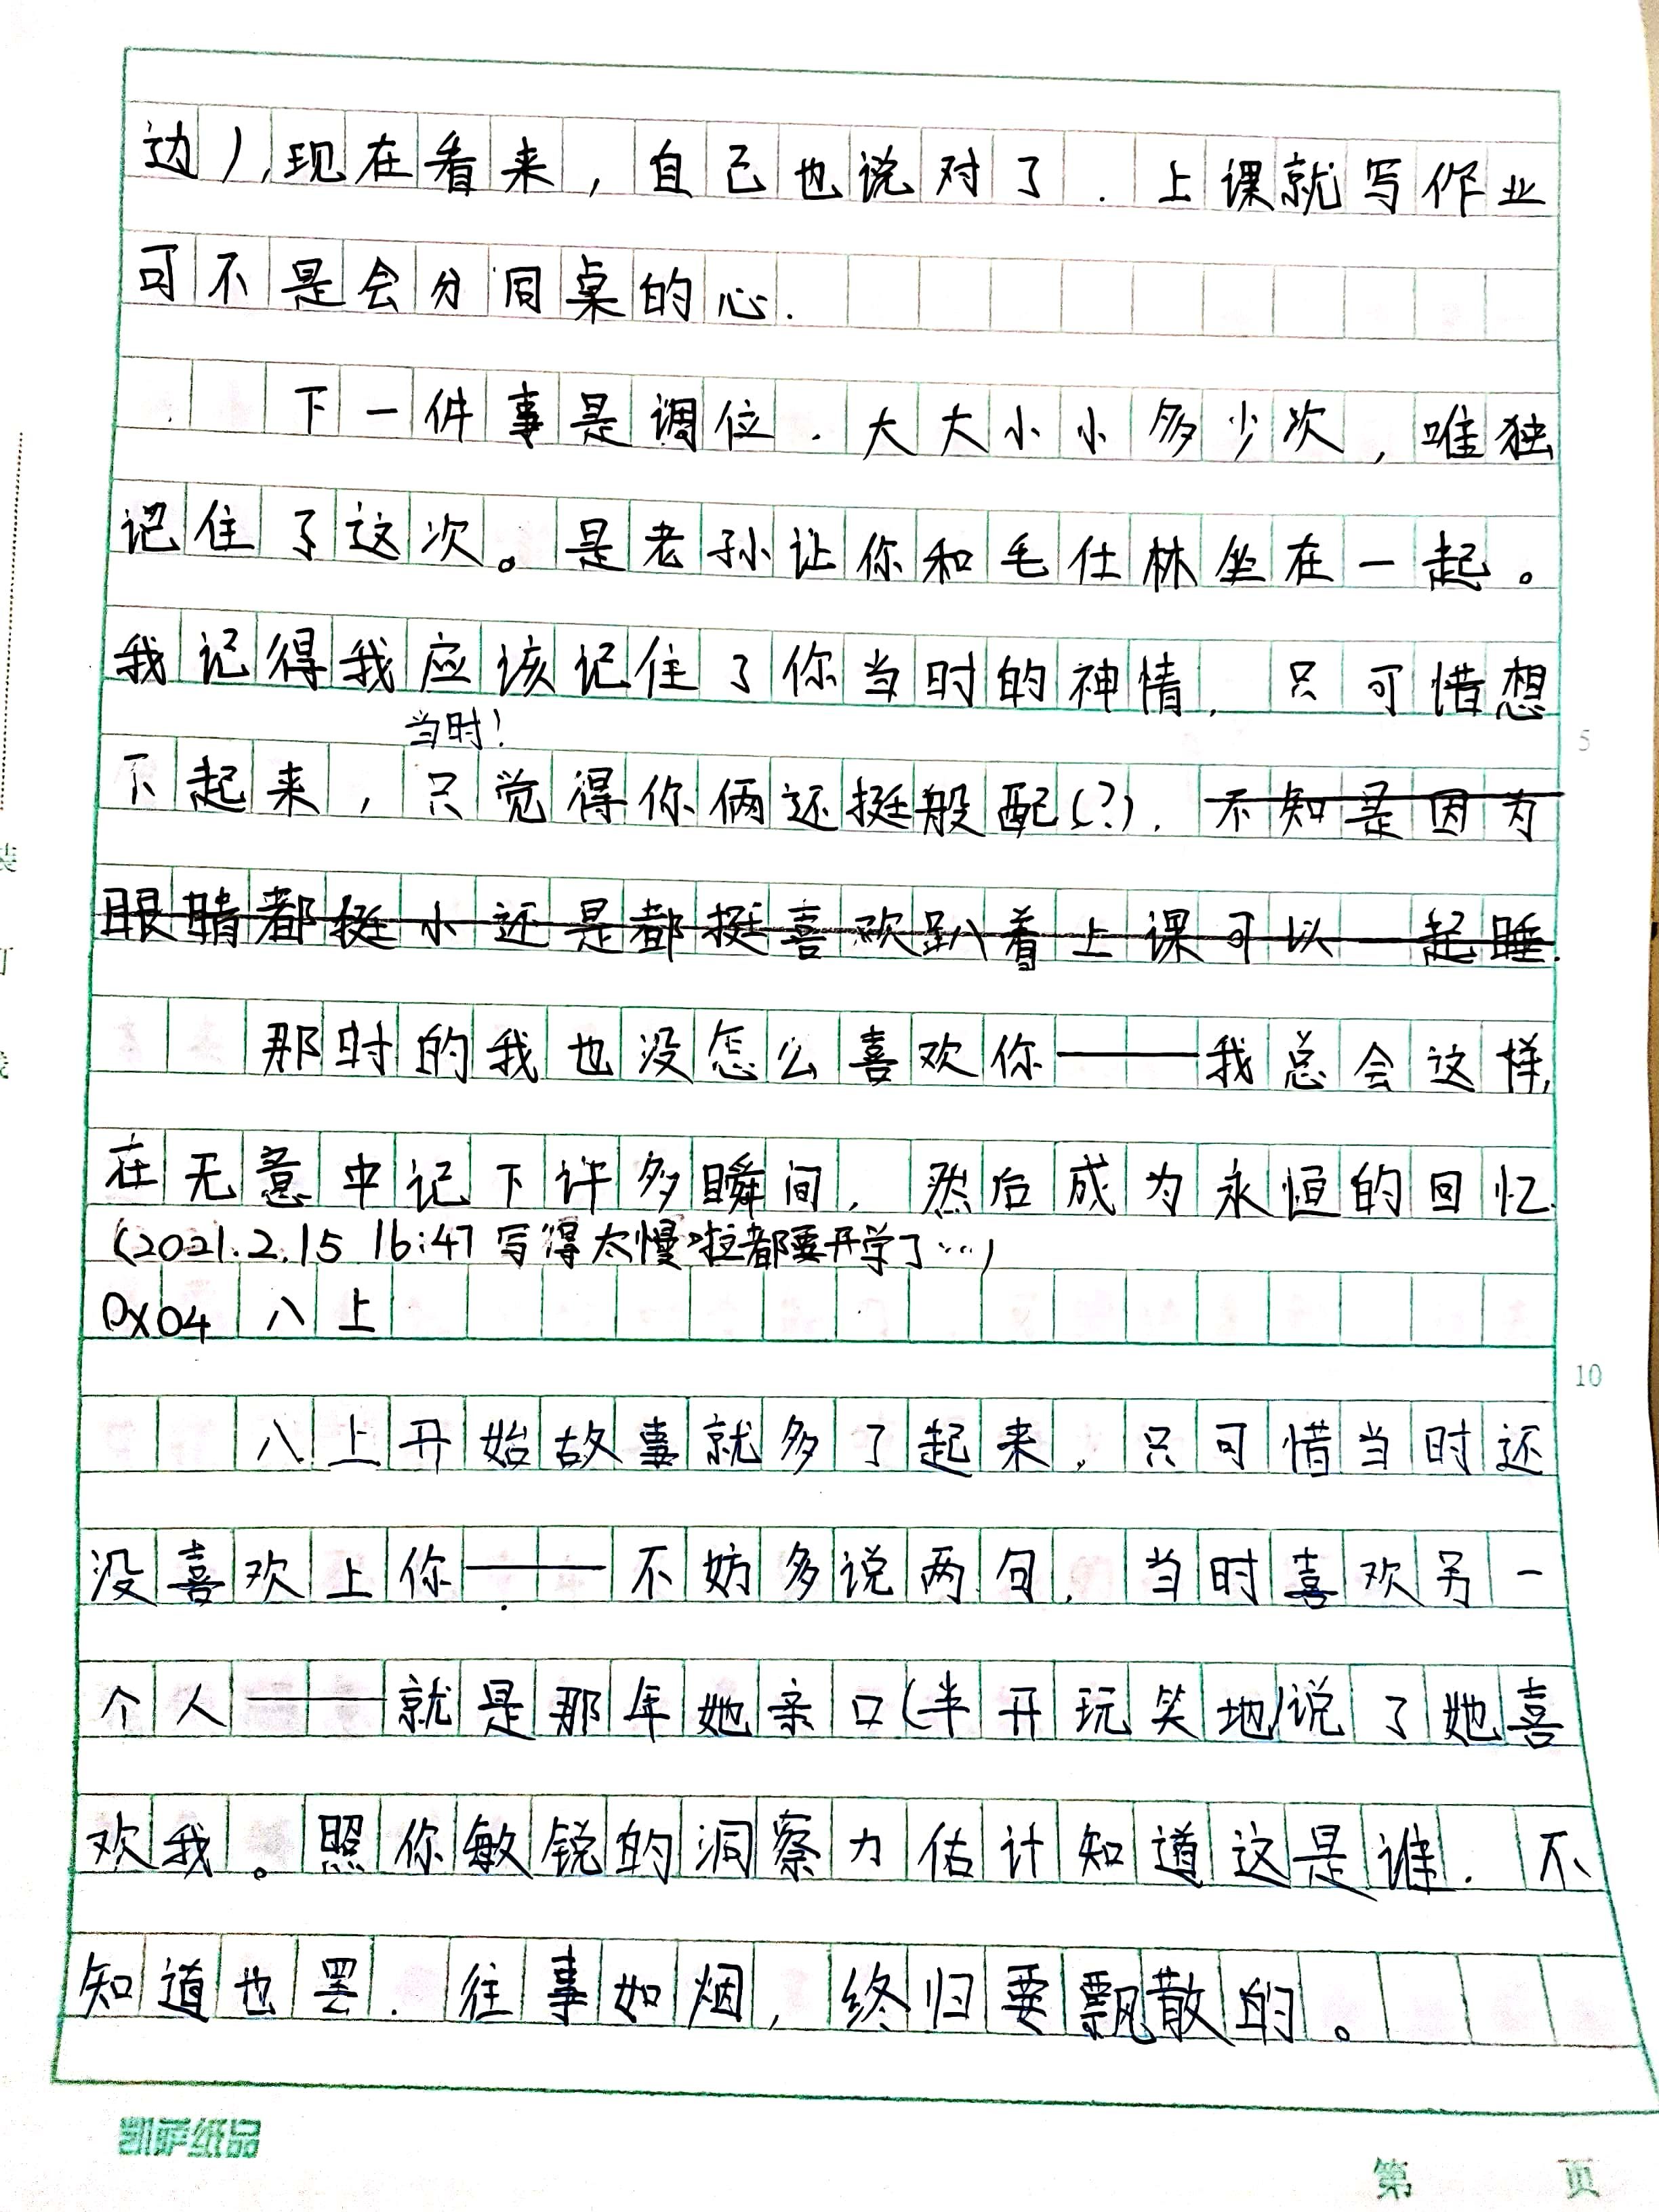 边),现在看来,自己也说对了.上课就写作业
可不是会分同桌的心.
下一件事是调位.大大小小多少次,唯独
记住了这次。是老孙让你和毛仕林坐在一起。
我记得我应该记住了你当时的神情,只可惜想
当时!
下起来,只觉得你俩还挺般配(?).不知是因为
眼睛都挺小还是都挺喜欢趴着上课可以一起睡.
那时的我也没怎么喜欢你——我总会这样,
在无意中记下许多瞬间,然后成为永恒的回忆.
(2021.2.15 16:47 写得太慢啦都要开学了…)
0x04 八上
八上开始故事就多了起来,只可惜当时还
没喜欢上你——不妨多说两句,当时喜欢另一
个人——就是那年她亲口(半开玩笑地)说了她喜
欢我。照你敏锐的洞察力估计知道这是谁.不
知道也罢.往事如烟,终归要飘散的。
5
10
装
订
凯萨纸品
第 页